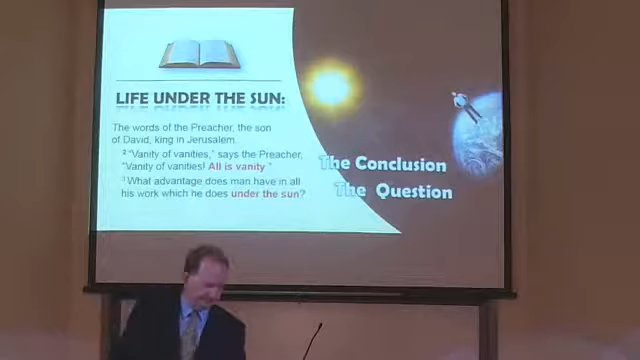 LIFE UNDER THE SUN:
The words of the Preacher, the son
of David, king in Jerusalem.
2 "Vanity of vanities," says the Preacher,
"Vanity of vanities! All is vanity."
3 What advantage does man have in all
his work which he does under the sun?
The Conclusion
The Question